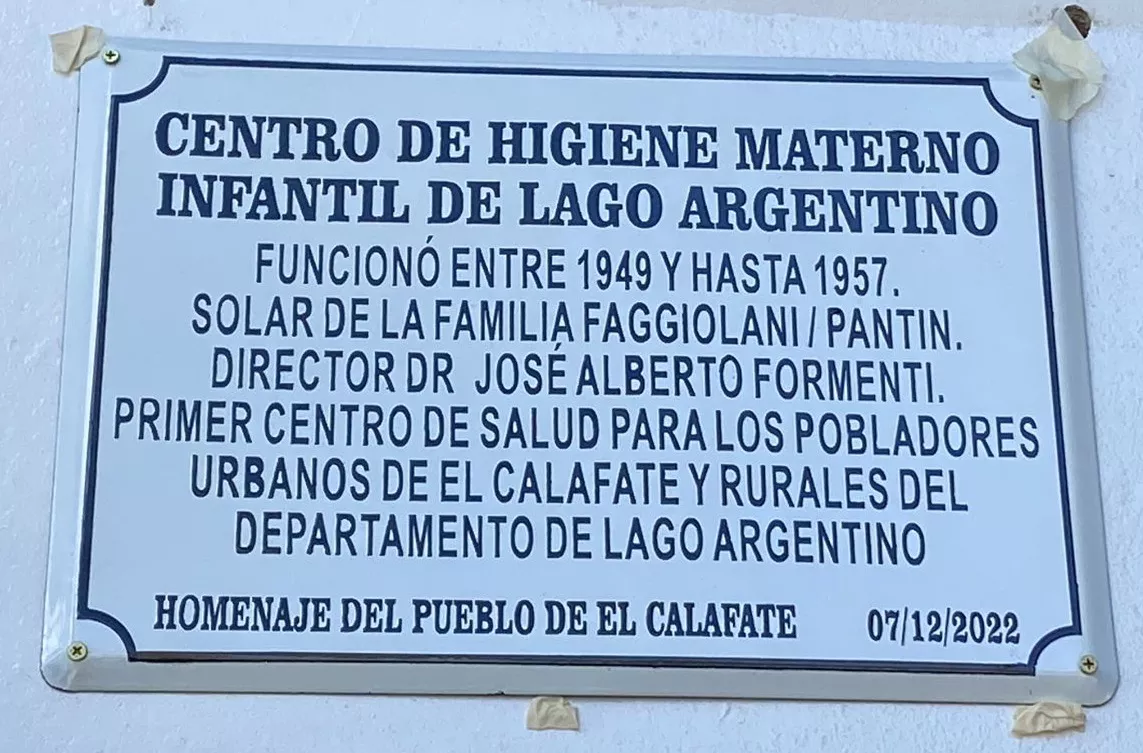 CENTRO DE HIGIENE MATERNO
INFANTIL DE LAGO ARGENTINO
FUNCIONÓ ENTRE 1949 Y HASTA 1957.
SOLAR DE LA FAMILIA FAGGIOLANI / PANTIN.
DIRECTOR DR JOSÉ ALBERTO FORMENTI.
PRIMER CENTRO DE SALUD PARA LOS POBLADORES
URBANOS DE EL CALAFATE Y RURALES DEL
DEPARTAMENTO DE LAGO ARGENTINO
HOMENAJE DEL PUEBLO DE EL CALAFATE 07/12/2022